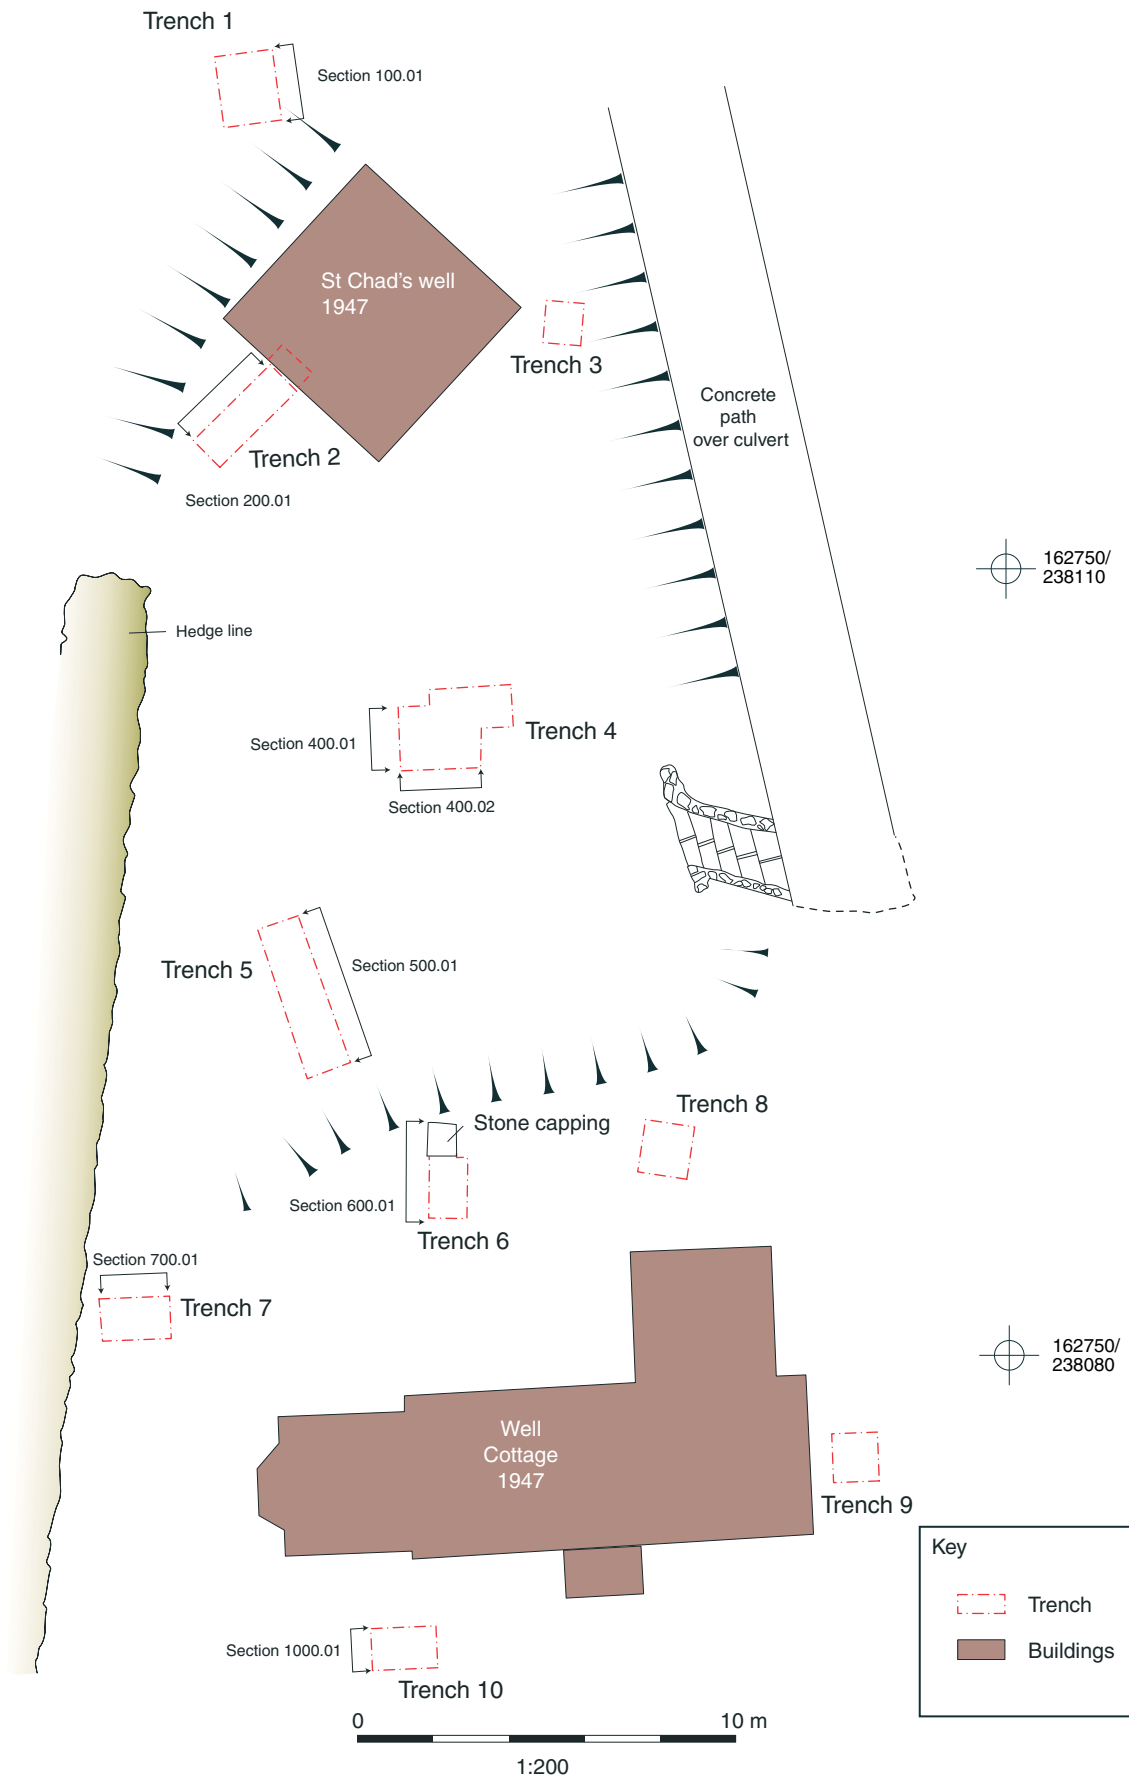 Trench 1
Section 100.01
St Chad's well
1947
Trench 3
Concrete
path
over culvert
Trench 2
Section 200.01
162750/
238110
Hedge line
Trench 4
Section 400.01
Section 400.02
Trench 5
Section 500.01
Trench 8
Stone capping
Section 600.01
Trench 6
Section 700.01
Trench 7
162750/
238080
Well
Cottage
1947
Trench 9
Key
Trench
Buildings
Section 1000.01
Trench 10
0
10 m
1:200